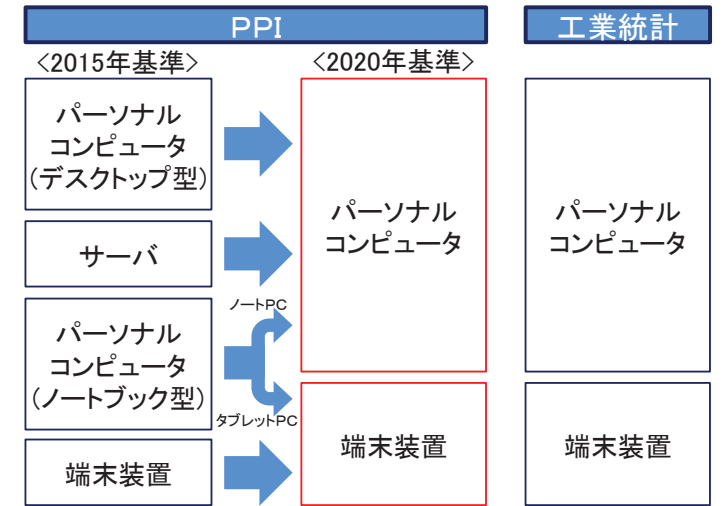 PPI
工業統計
<2015年基準>
<2020年基準>
パーソナル
コンピュータ
(デスクトップ型)
サーバ
パーソナル
コンピュータ
(ノートブック型)
端末装置
ノートPC
タブレットPC
パーソナル
コンピュータ
端末装置
パーソナル
コンピュータ
端末装置